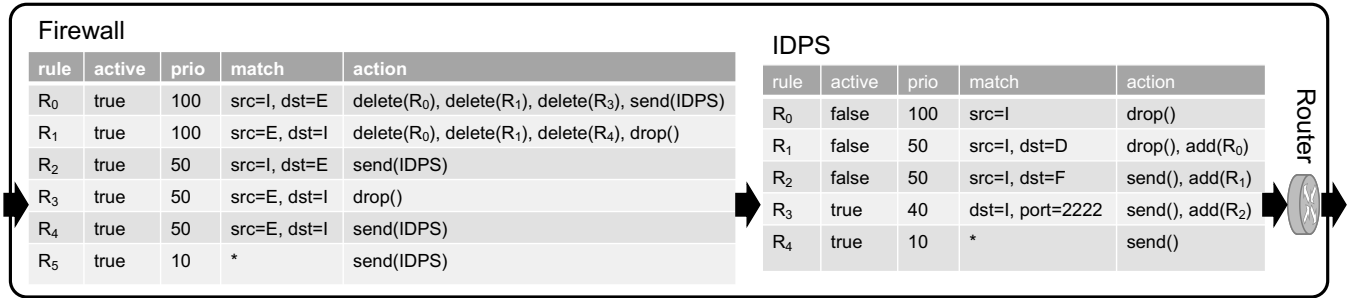 Firewall
rule active prio match action
R₀ true 100 src=I, dst=E delete(R₀), delete(R₁), delete(R₃), send(IDPS)
R₁ true 100 src=E, dst=I delete(R₀), delete(R₁), delete(R₄), drop()
R₂ true 50 src=I, dst=E send(IDPS)
R₃ true 50 src=E, dst=I drop()
R₄ true 50 src=E, dst=I send(IDPS)
R₅ true 10 * send(IDPS)
IDPS
rule active prio match action
R₀ false 100 src=I drop()
R₁ false 50 src=I, dst=D drop(), add(R₀)
R₂ false 50 src=I, dst=F send(), add(R₁)
R₃ true 40 dst=I, port=2222 send(), add(R₂)
R₄ true 10 * send()
Router